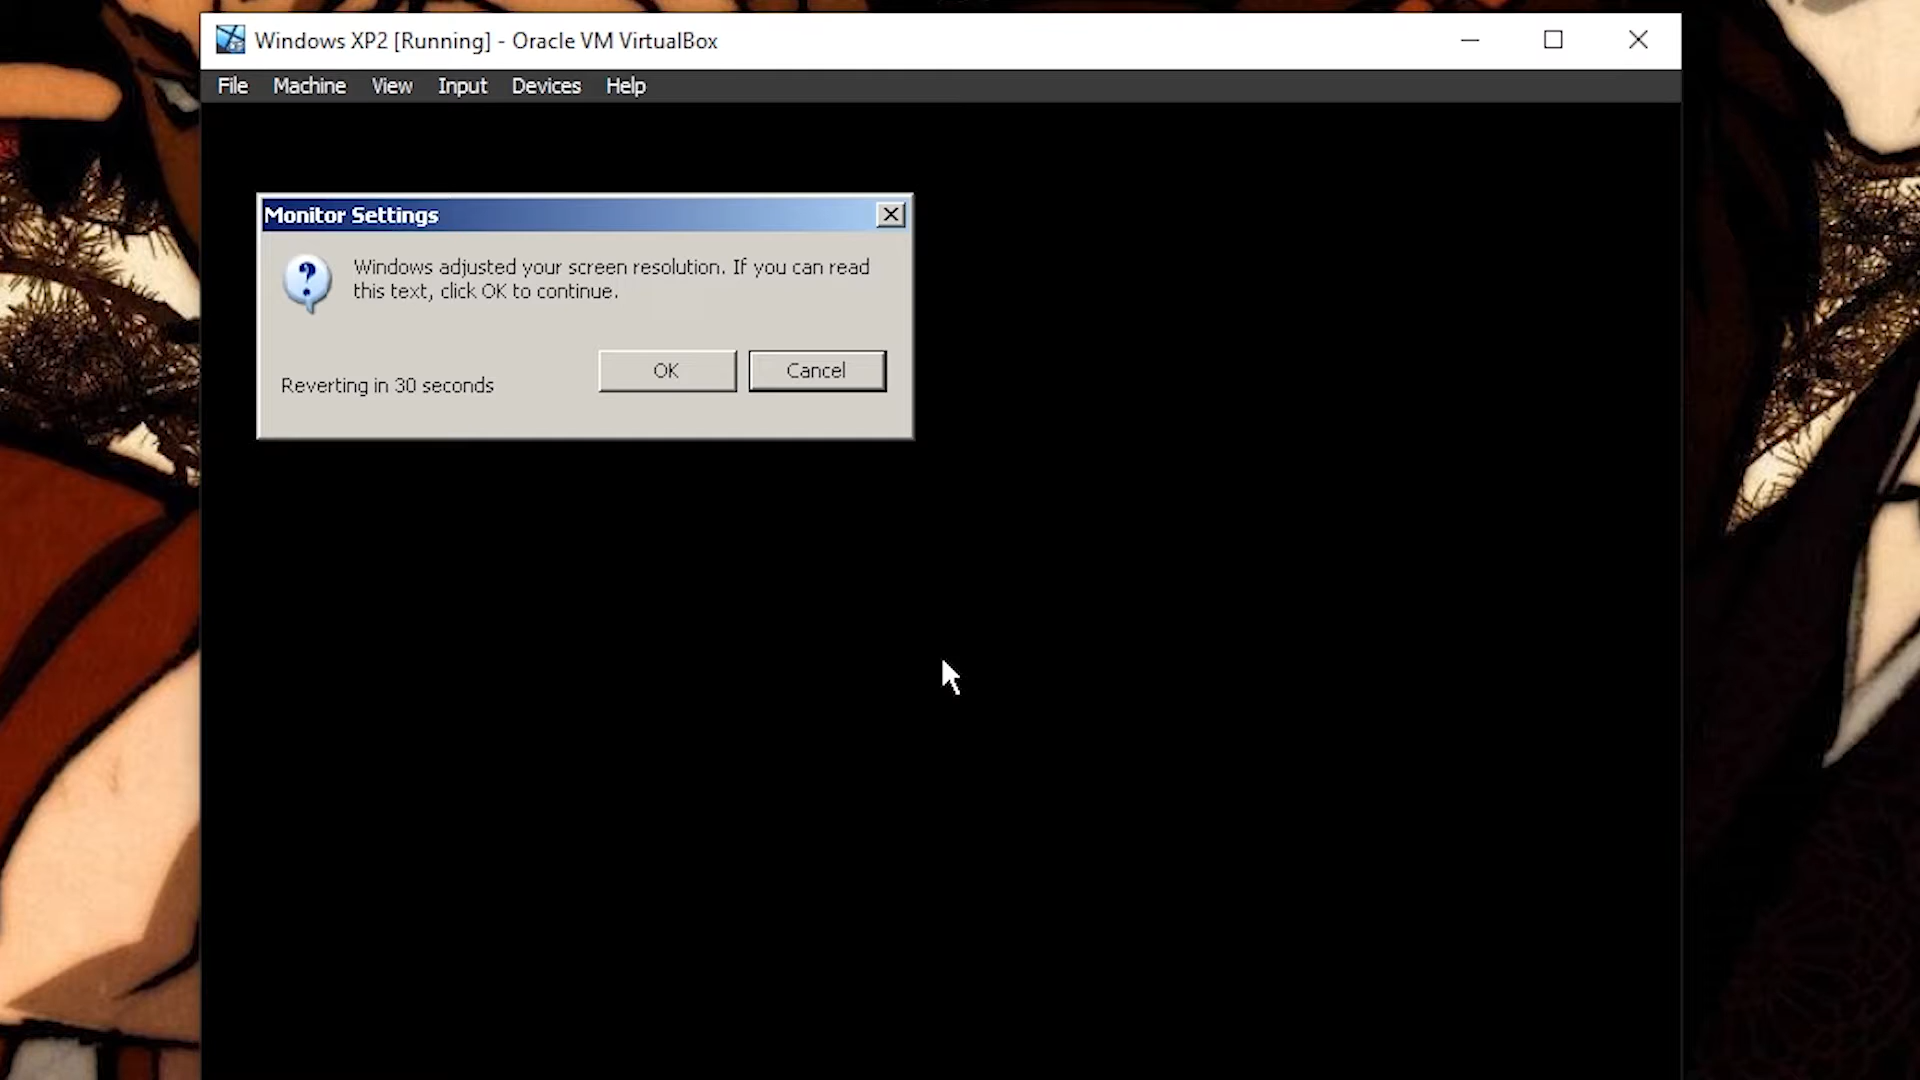 Windows XP2 [Running] - Oracle VM VirtualBox
File Machine View Input Devices Help
Monitor Settings
Windows adjusted your screen resolution. If you can read
this text, click OK to continue.
OK Cancel
Reverting in 30 seconds